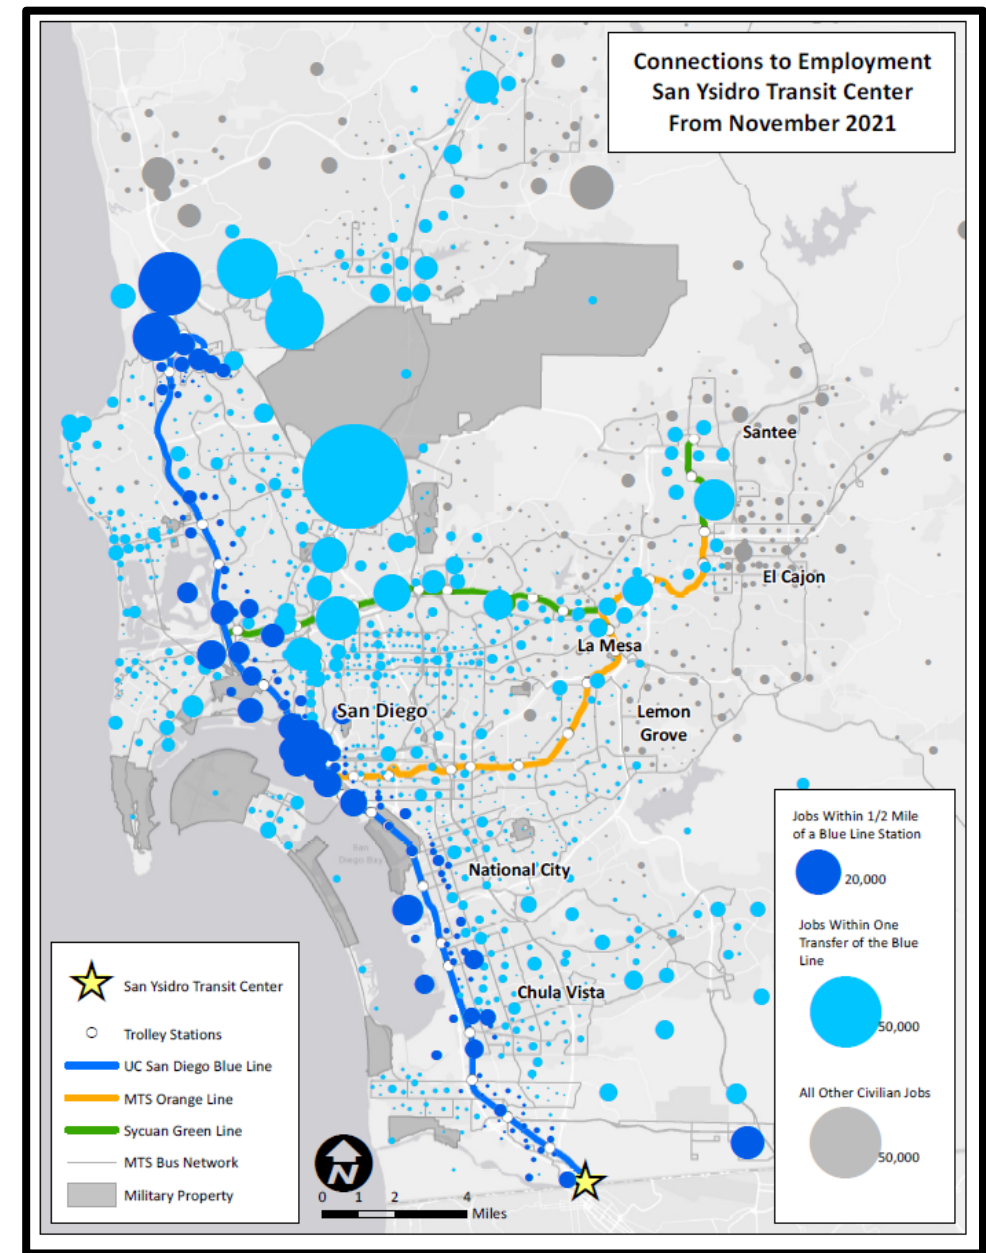 Connections to Employment
San Ysidro Transit Center
From November 2021
Santee
El Cajon
La Mesa
San Diego
Lemon
Grove
San
Diego Bay
National City
Chula Vista
Jobs Within 1/2 Mile
of a Blue Line Station
20,000
Jobs Within One
Transfer of the Blue
Line
50,000
All Other Civilian Jobs
50,000
San Ysidro Transit Center
Trolley Stations
UC San Diego Blue Line
MTS Orange Line
Sycuan Green Line
MTS Bus Network
Military Property
N
0 1 2 4
Miles